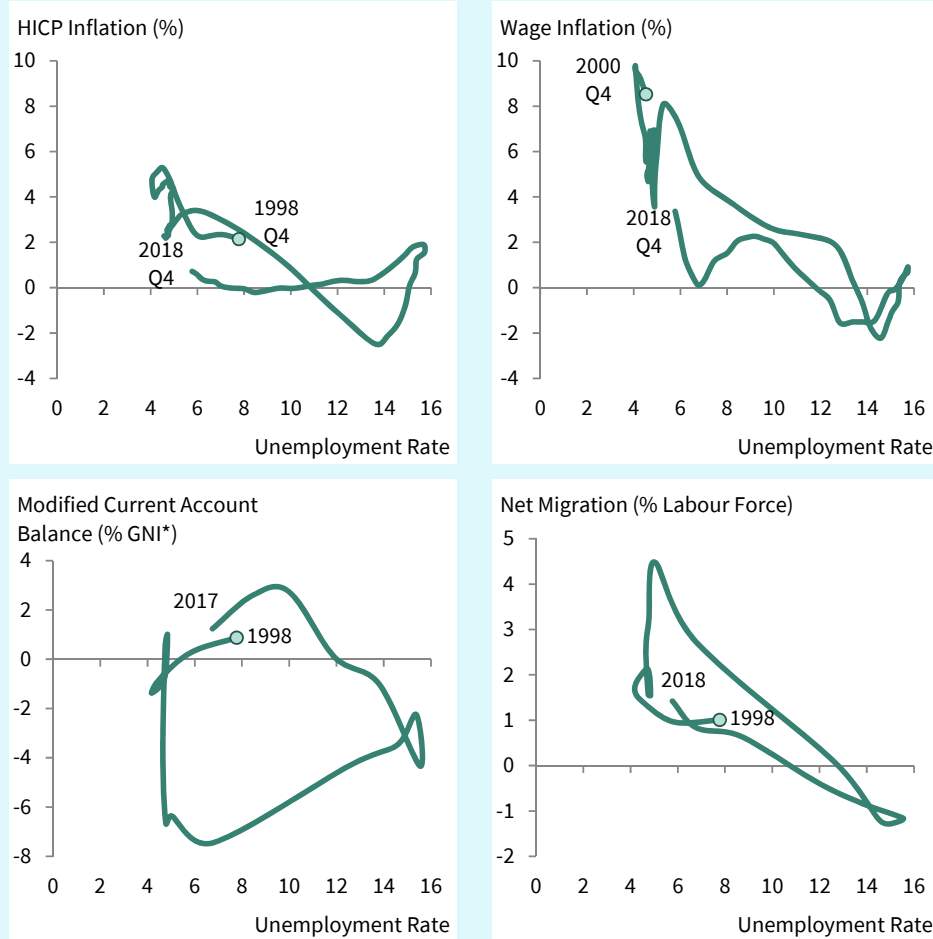 HICP Inflation (%)
10
8
6
4
2
0
-2
-4
1998
Q4
2018
Q4
0 2 4 6 8 10 12 14 16
Unemployment Rate
Wage Inflation (%)
10
8
6
4
2
0
-2
-4
2000
Q4
2018
Q4
0 2 4 6 8 10 12 14 16
Unemployment Rate
Modified Current Account
Balance (% GNI*)
4
2
0
-2
-4
-6
-8
2017
1998
0 2 4 6 8 10 12 14 16
Unemployment Rate
Net Migration (% Labour Force)
5
4
3
2
1
0
-1
-2
2018
1998
0 2 4 6 8 10 12 14 16
Unemployment Rate